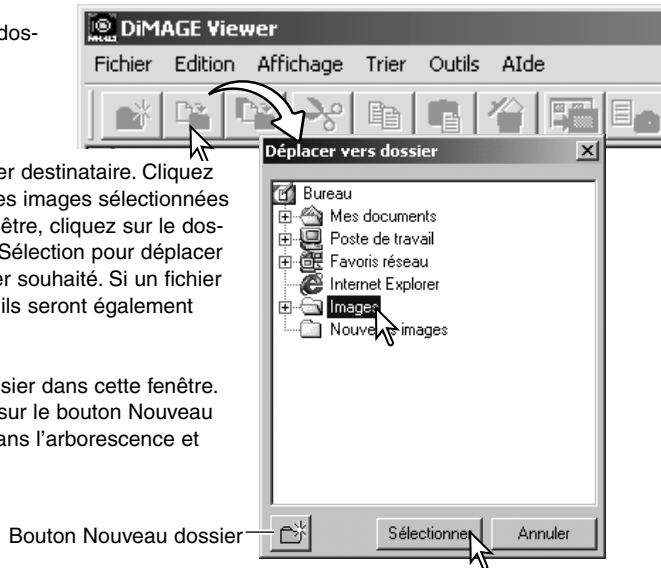 dos-
DiMAGE Viewer
Fichier Edition Affichage Trier Outils AIde
Déplacer vers dossier
er destinataire. Cliquez
es images sélectionnées
être, cliquez sur le dos-
Sélection pour déplacer
er souhaité. Si un fichier
ils seront également
Bureau
Mes documents
Poste de travail
Favoris réseau
Internet Explorer
Images
Nouvelles images
ssier dans cette fenêtre.
sur le bouton Nouveau
ans l'arborescence et
Bouton Nouveau dossier
Sélectionner Annuler